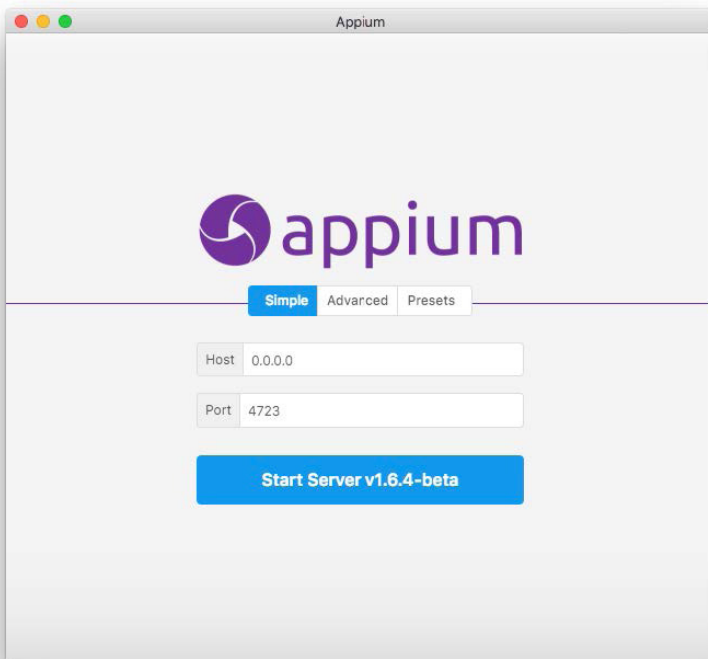 Appium
appium
Simple Advanced Presets
Host 0.0.0.0
Port 4723
Start Server v1.6.4-beta